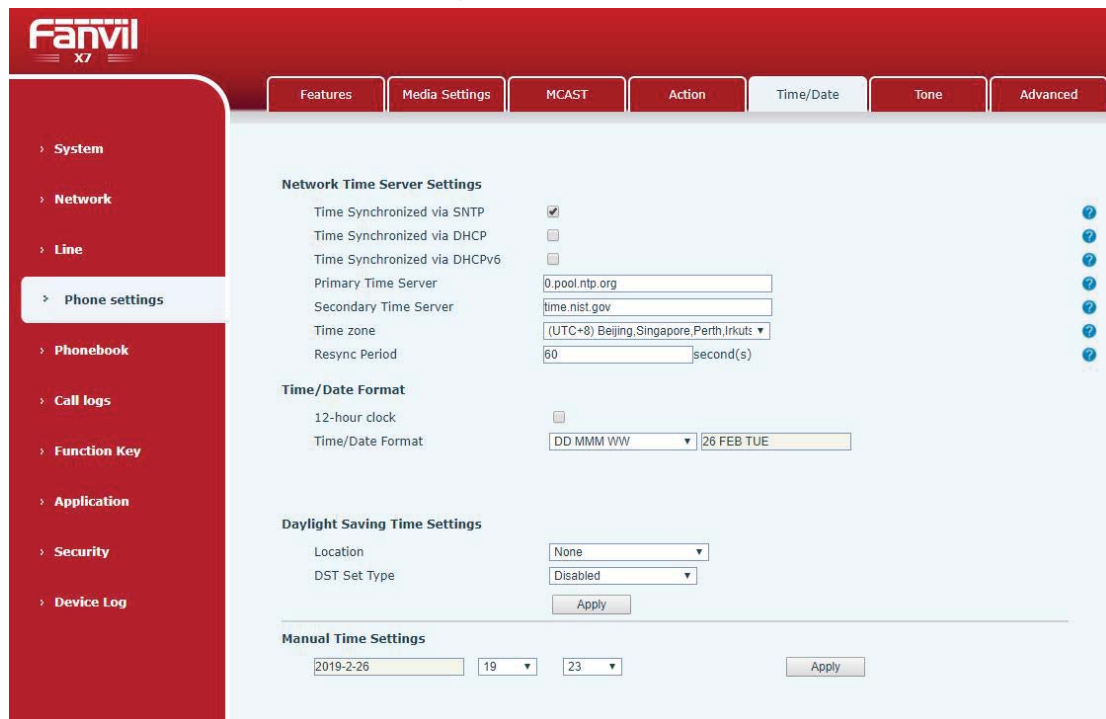 Fanvil
X7
Features Media Settings MCAST Action Time/Date Tone Advanced
› System
› Network
› Line
› Phone settings
› Phonebook
› Call logs
› Function Key
› Application
› Security
› Device Log
Network Time Server Settings
Time Synchronized via SNTP
Time Synchronized via DHCP
Time Synchronized via DHCPv6
Primary Time Server 0.pool.ntp.org
Secondary Time Server time.nist.gov
Time zone (UTC+8) Beijing,Singapore,Perth,Irkuts
Resync Period 60 second(s)
Time/Date Format
12-hour clock
Time/Date Format DD MMM WW 26 FEB TUE
Daylight Saving Time Settings
Location None
DST Set Type Disabled
Apply
Manual Time Settings
2019-2-26 19 23 Apply